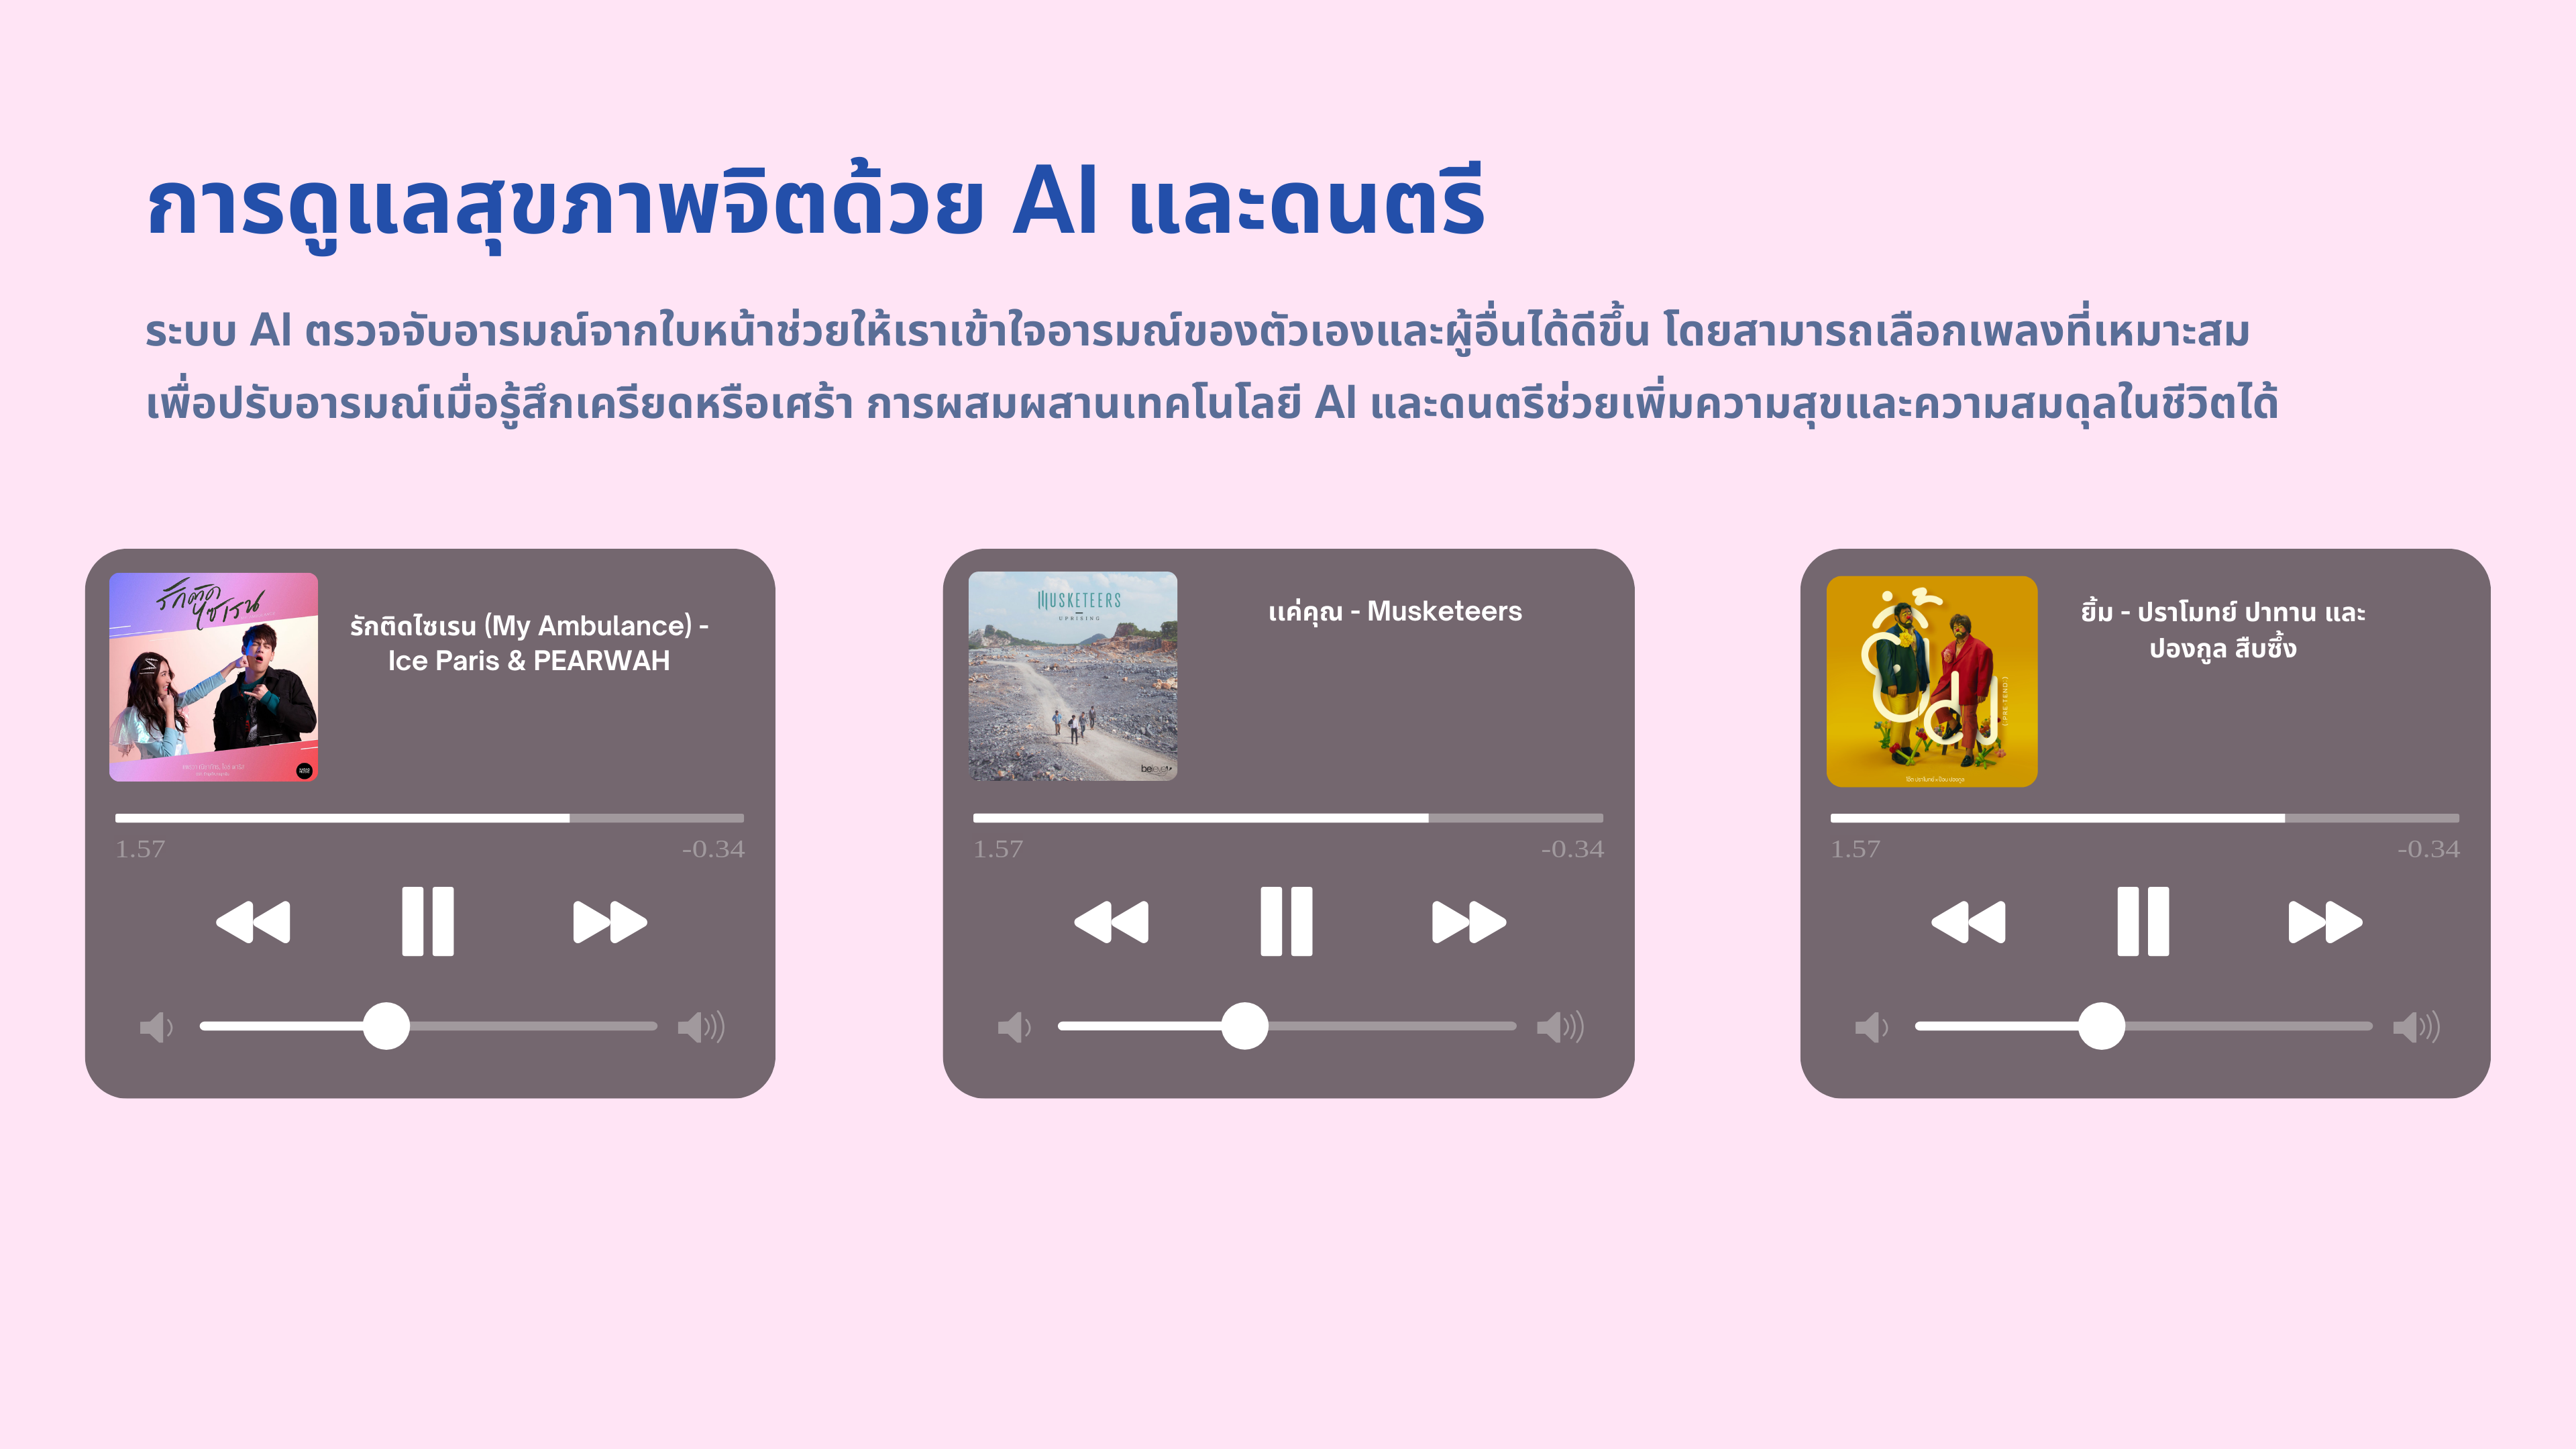 การดูแลสุขภาพจิตด้วย AI และดนตรี
ระบบ AI ตรวจจับอารมณ์จากใบหน้าช่วยให้เราเข้าใจอารมณ์ของตัวเองและผู้อื่นได้ดีขึ้น โดยสามารถเลือกเพลงที่เหมาะสม
เพื่อปรับอารมณ์เมื่อรู้สึกเครียดหรือเศร้า การผสมผสานเทคโนโลยี AI และดนตรีช่วยเพิ่มความสุขและความสมดุลในชีวิตได้
รักติด
ไซเรน
รักติดไซเรน (My Ambulance) -
Ice Paris & PEARWAH
1.57
-0.34
MUSKETEERS
UPRISING
แค่คุณ - Musketeers
1.57
-0.34
ยิ้ม
(PRE-TEND:)
ยิ้ม - ปราโมทย์ ปาทาน และ
ปองกูล สืบซึ้ง
1.57
-0.34